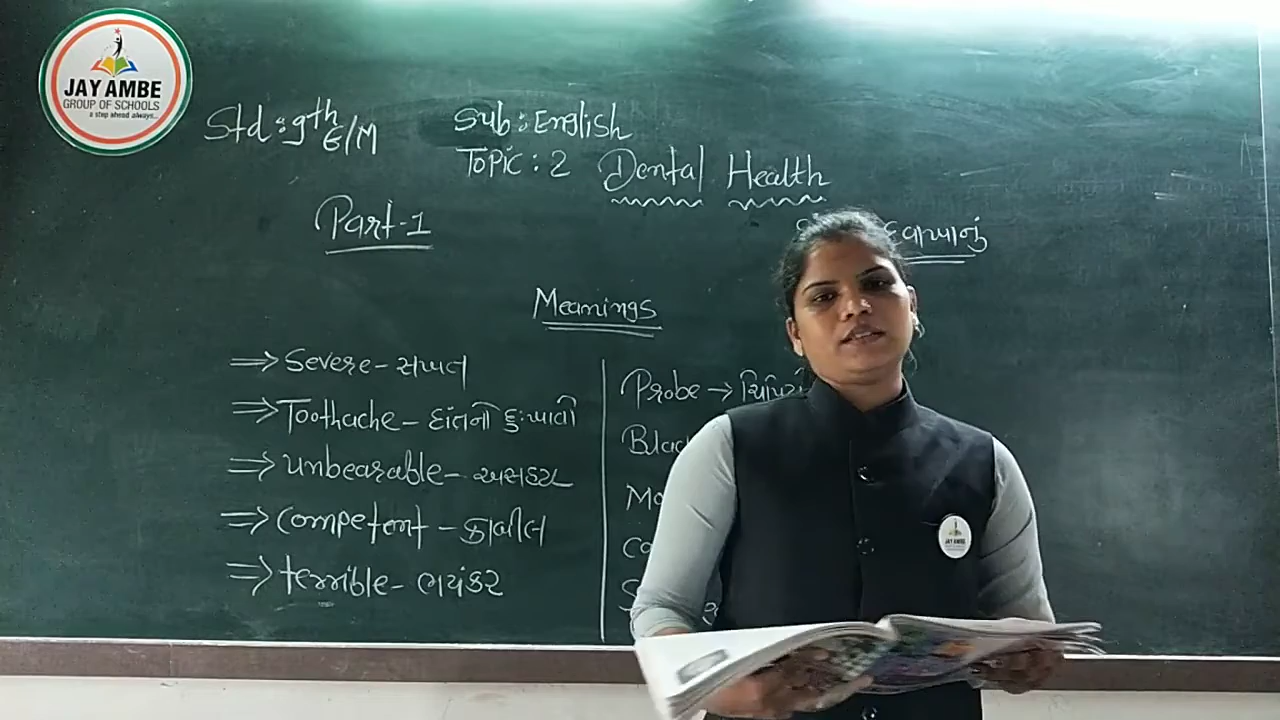 JAY AMBE
GROUP OF SCHOOLS
a step ahead always...
Std : 9th E/M
Sub : English
Topic : 2 Dental Health
Part-1
દવાખાનું
Meanings
⇒ Severe - સખત
⇒ Toothache - દાંતનો દુઃખાવો
⇒ unbearable - અસહ્ય
⇒ competent - કાબીલ
⇒ terrible - ભયંકર
Probe →
JAY AMBE